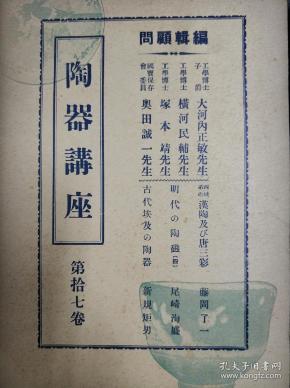 陶器講座
第拾七卷
編輯顧問
工學博士
子爵
大河內正敏先生
工學博士
橫河民輔先生
工學博士
塚本靖先生
國寶保存
會委員
奧田誠一先生
漢陶及び唐三彩
藤岡了一
明代の陶磁
尾崎洵盛
古代埃及の陶器
新規矩男
孔夫子旧书网